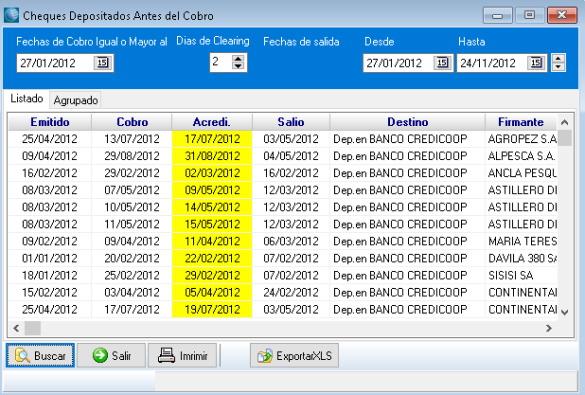 Cheques Depositados Antes del Cobro
Fechas de Cobro Igual o Mayor al Dias de Clearing Fechas de salida Desde Hasta
27/01/2012 15 2 27/01/2012 15 24/11/2012 15
Listado Agrupado
Emitido Cobro Acredi. Salio Destino Firmante
25/04/2012 13/07/2012 17/07/2012 03/05/2012 Dep.en BANCO CREDICOOP AGROPEZ S.A
09/04/2012 29/08/2012 31/08/2012 04/05/2012 Dep.en BANCO CREDICOOP ALPESCA S.A.
16/02/2012 29/02/2012 02/03/2012 16/02/2012 Dep.en BANCO CREDICOOP ANCLA PESQU
08/03/2012 07/05/2012 09/05/2012 12/03/2012 Dep.en BANCO CREDICOOP ASTILLERO DI
08/03/2012 10/05/2012 14/05/2012 12/03/2012 Dep.en BANCO CREDICOOP ASTILLERO DI
08/03/2012 11/05/2012 15/05/2012 12/03/2012 Dep.en BANCO CREDICOOP ASTILLERO DI
09/02/2012 09/04/2012 11/04/2012 06/03/2012 Dep.en BANCO CREDICOOP MARIA TERES
01/01/2012 20/02/2012 22/02/2012 07/02/2012 Dep.en BANCO CREDICOOP DAVILA 380 SA
18/01/2012 25/02/2012 29/02/2012 07/02/2012 Dep.en BANCO CREDICOOP SISISI SA
15/02/2012 03/04/2012 05/04/2012 24/02/2012 Dep.en BANCO CREDICOOP CONTINENTAI
25/04/2012 17/07/2012 19/07/2012 03/05/2012 Dep.en BANCO CREDICOOP CONTINENTAI
Buscar Salir Imrimir ExportarXLS